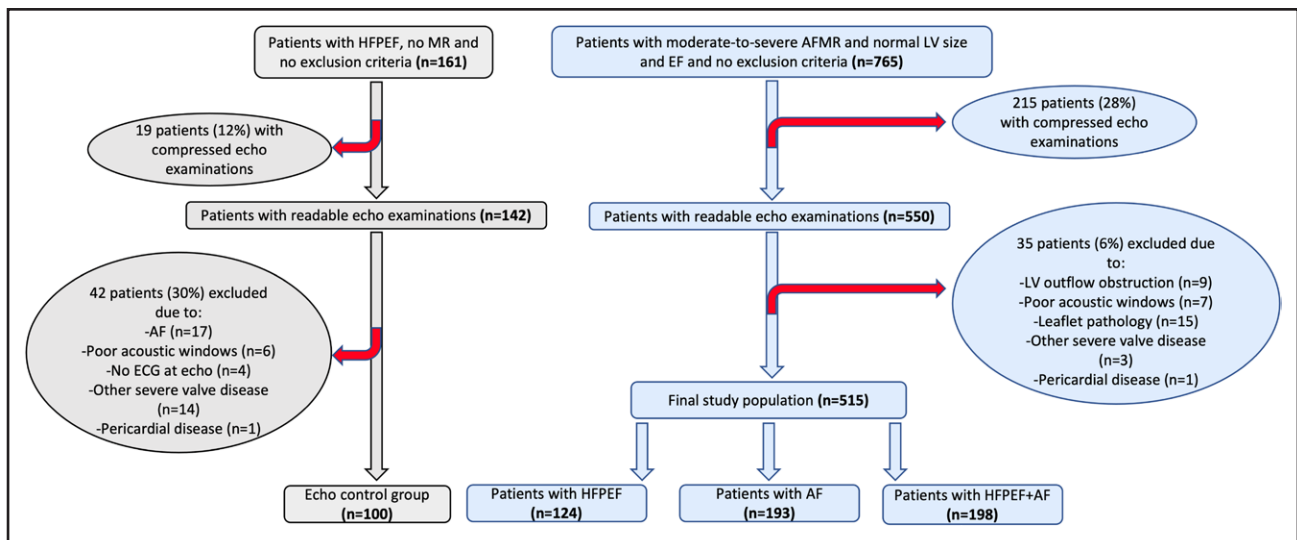 Patients with HFPEF, no MR and
no exclusion criteria (n=161)
Patients with moderate-to-severe AFMR and normal LV size
and EF and no exclusion criteria (n=765)
19 patients (12%) with
compressed echo
examinations
215 patients (28%)
with compressed echo
examinations
Patients with readable echo examinations (n=142)
Patients with readable echo examinations (n=550)
42 patients (30%) excluded
due to:
-AF (n=17)
-Poor acoustic windows (n=6)
-No ECG at echo (n=4)
-Other severe valve disease
(n=14)
-Pericardial disease (n=1)
35 patients (6%) excluded due
to:
-LV outflow obstruction (n=9)
-Poor acoustic windows (n=7)
-Leaflet pathology (n=15)
-Other severe valve disease
(n=3)
-Pericardial disease (n=1)
Final study population (n=515)
Echo control group
(n=100)
Patients with HFPEF
(n=124)
Patients with AF
(n=193)
Patients with HFPEF+AF
(n=198)